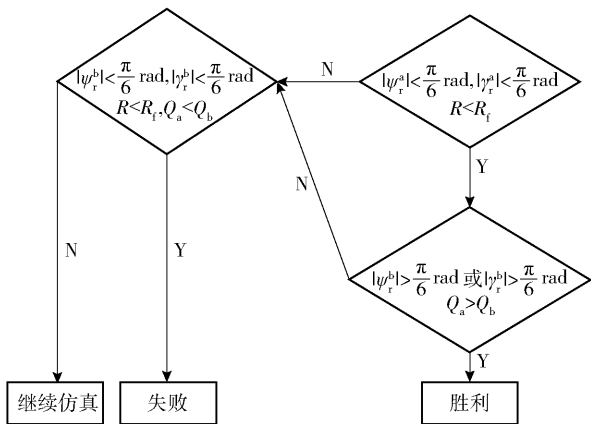 |ψ_r^b|<π/6 rad,|γ_r^b|<π/6 rad
R<R_f,Q_a<Q_b
N
|ψ_r^a|<π/6 rad,|γ_r^a|<π/6 rad
R<R_f
Y
N
N
Y
|ψ_r^b|>π/6 rad 或|γ_r^b|>π/6 rad
Q_a>Q_b
Y
继续仿真
失败
胜利